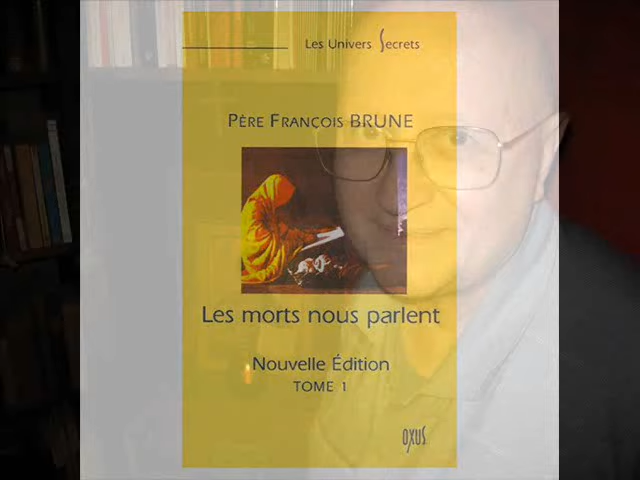 Les Univers Secrets
PÈRE FRANÇOIS BRUNE
Les morts nous parlent
Nouvelle Édition
TOME 1
OXUS